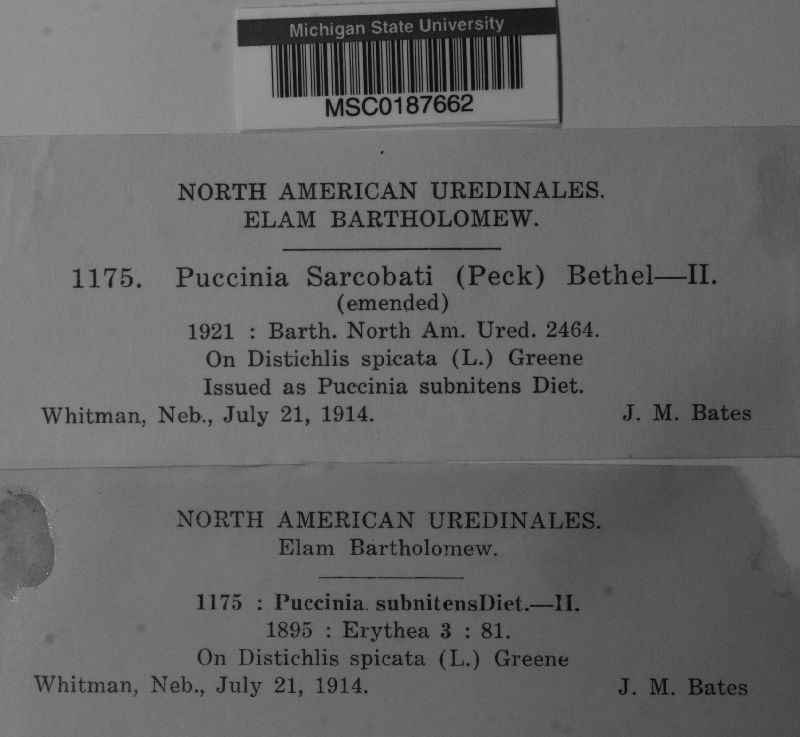 Michigan State University
MSC0187662
NORTH AMERICAN UREDINALES.
ELAM BARTHOLOMEW.
1175. Puccinia Sarcobati (Peck) Bethel—II.
(emended)
1921 : Barth. North Am. Ured. 2464.
On Distichlis spicata (L.) Greene
Issued as Puccinia subnitens Diet.
Whitman, Neb., July 21, 1914. J. M. Bates
NORTH AMERICAN UREDINALES.
Elam Bartholomew.
1175 : Puccinia subnitensDiet.—II.
1895 : Erythea 3 : 81.
On Distichlis spicata (L.) Greene
Whitman, Neb., July 21, 1914. J. M. Bates